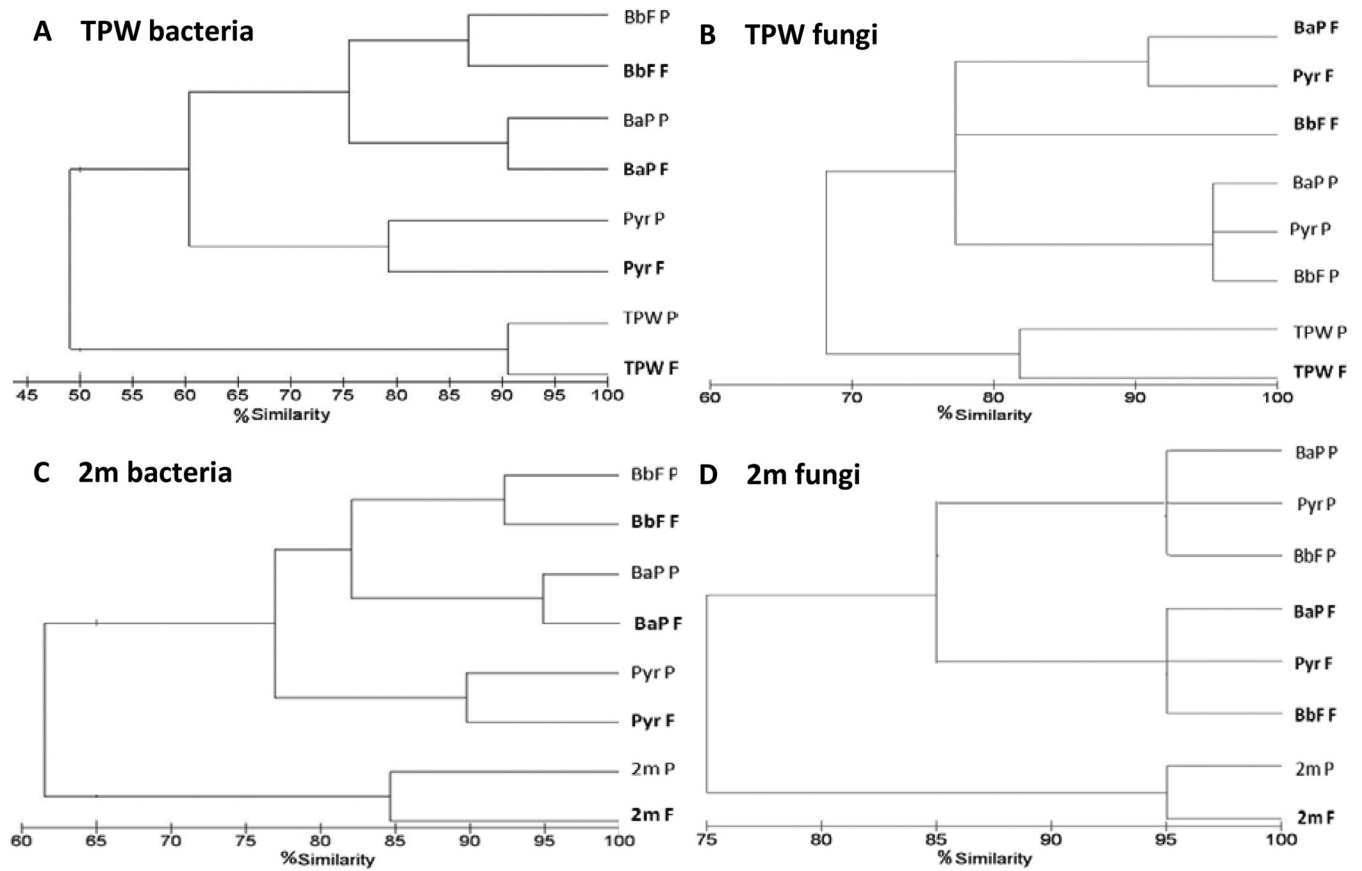 A TPW bacteria
BbF P
BbF F
BaP P
BaP F
Pyr P
Pyr F
TPW P
TPW F
45 50 55 60 65 70 75 80 85 90 95 100
% Similarity
B TPW fungi
BaP F
Pyr F
BbF F
BaP P
Pyr P
BbF P
TPW P
TPW F
60 70 80 90 100
% Similarity
C 2m bacteria
BbF P
BbF F
BaP P
BaP F
Pyr P
Pyr F
2m P
2m F
60 65 70 75 80 85 90 95 100
% Similarity
D 2m fungi
BaP P
Pyr P
BbF P
BaP F
Pyr F
BbF F
2m P
2m F
75 80 85 90 95 100
% Similarity